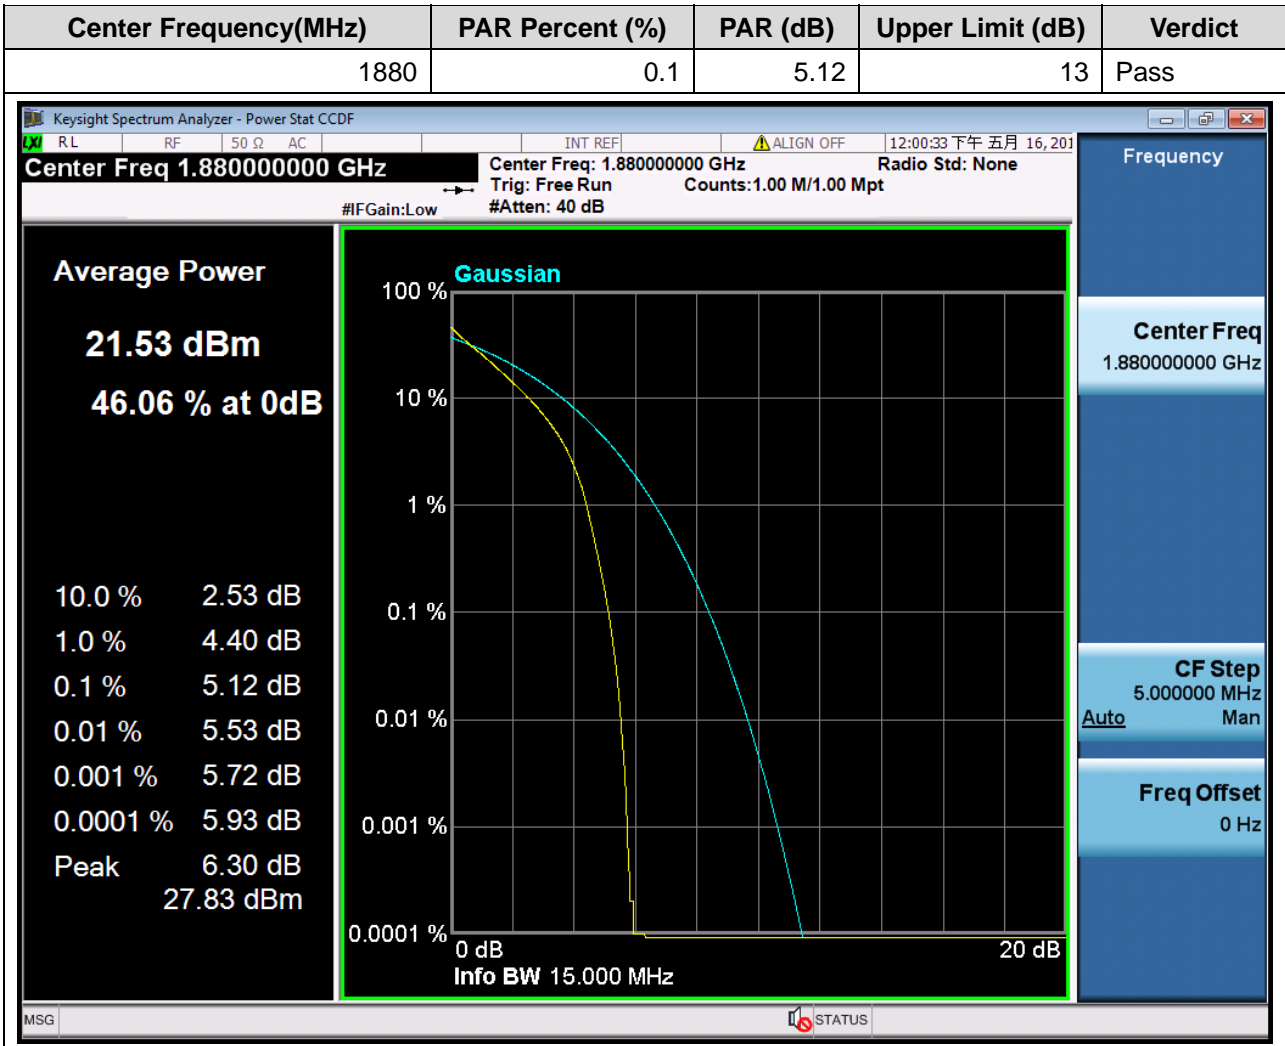 Center Frequency(MHz) PAR Percent (%) PAR (dB) Upper Limit (dB) Verdict
1880 0.1 5.12 13 Pass
Keysight Spectrum Analyzer - Power Stat CCDF
LXI RL RF 50 Ω AC INT REF ALIGN OFF 12:00:33 下午 五月 16, 201
Center Freq 1.880000000 GHz
Center Freq: 1.880000000 GHz Radio Std: None
Trig: Free Run Counts:1.00 M/1.00 Mpt
#IFGain:Low #Atten: 40 dB
Frequency
Average Power
21.53 dBm
46.06 % at 0dB
10.0 % 2.53 dB
1.0 % 4.40 dB
0.1 % 5.12 dB
0.01 % 5.53 dB
0.001 % 5.72 dB
0.0001 % 5.93 dB
Peak 6.30 dB
27.83 dBm
Gaussian
100 %
10 %
1 %
0.1 %
0.01 %
0.001 %
0.0001 %
0 dB 20 dB
Info BW 15.000 MHz
Center Freq
1.880000000 GHz
CF Step
5.000000 MHz
Auto Man
Freq Offset
0 Hz
MSG STATUS